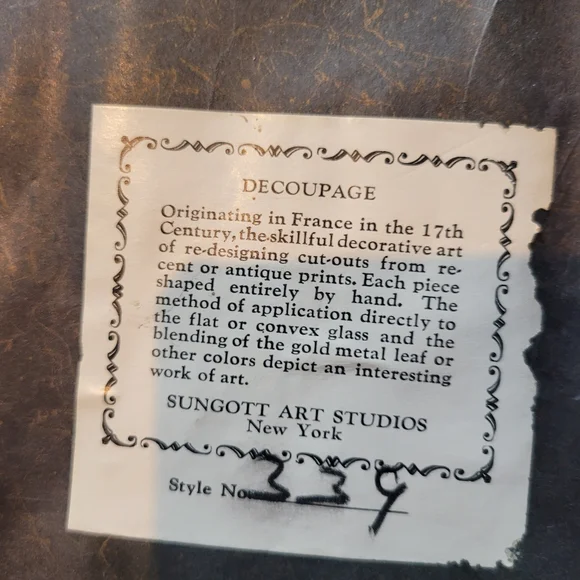 DECOUPAGE
Originating in France in the 17th
Century, the skillful decorative art
of re-designing cut-outs from re-
cent or antique prints. Each piece
shaped entirely by hand. The
method of application directly to
the flat or convex glass and the
blending of the gold metal leaf or
other colors depict an interesting
work of art.
SUNGOTT ART STUDIOS
New York
Style No. 339